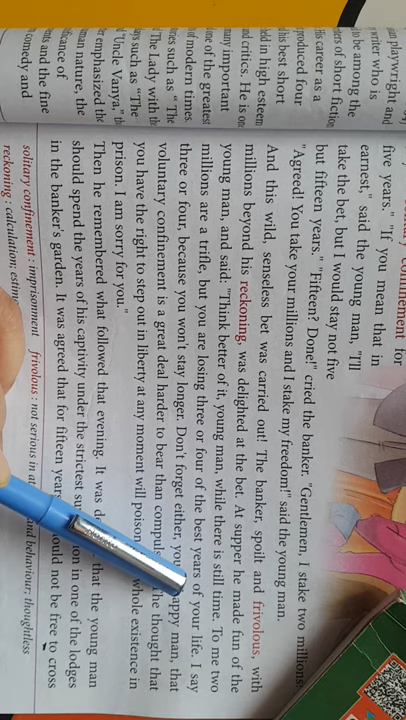 playwright and
writer who is
to be among the
of short fiction
His career as a
produced four
his best short
held in high esteem
and critics. He is one
many important
one of the greatest
of modern times.
such as "The
The Lady with the
such as "The
"Uncle Vanya,"
emphasized the
nature, the
and the fine
comedy and
confinement for
five years." "If you mean that in
earnest," said the young man, "I'll
take the bet, but I would stay not five
but fifteen years." "Fifteen? Done!" cried the banker. "Gentlemen, I stake two millions!"
"Agreed! You take your millions and I stake my freedom!" said the young man.
And this wild, senseless bet was carried out! The banker, spoilt and frivolous, with
millions beyond his reckoning, was delighted at the bet. At supper he made fun of the
young man, and said: "Think better of it, young man, while there is still time. To me two
millions are a trifle, but you are losing three or four of the best years of your life. I say
three or four, because you won't stay longer. Don't forget either, you happy man, that
voluntary confinement is a great deal harder to bear than The thought that
you have the right to step out in liberty at any moment will poison whole existence in
prison. I am sorry for you."
Then he remembered what followed that evening. It was that the young man
should spend the years of his captivity under the strictest in one of the lodges
in the banker's garden. It was agreed that for fifteen years should not be free to cross
solitary confinement : imprisonment frivolous : not serious in and behaviour; thoughtless
reckoning : calculation;